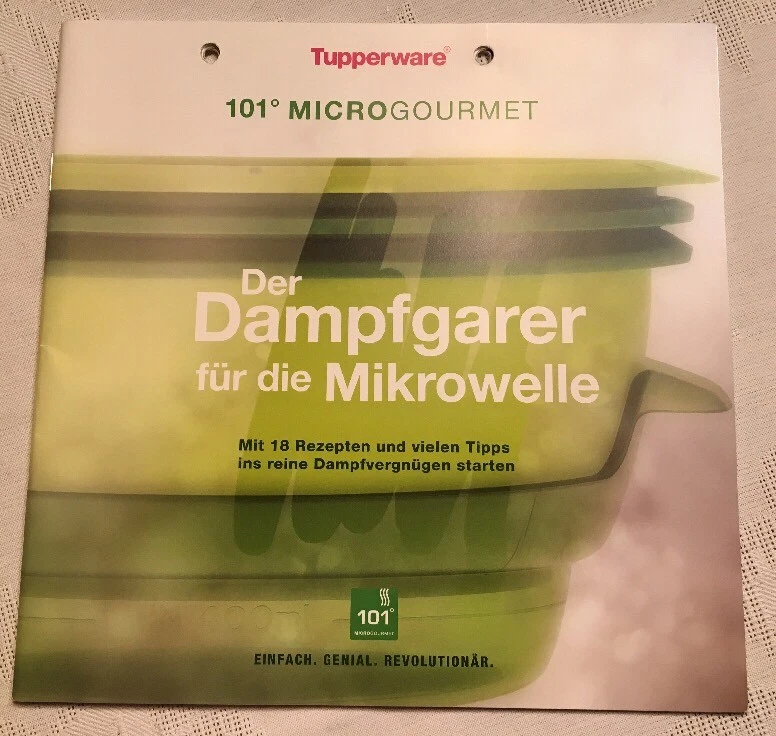 Tupperware®
101° MICROGOURMET
Der
Dampfgarer
für die Mikrowelle
Mit 18 Rezepten und vielen Tipps
ins reine Dampfvergnügen starten
101°
MICROGOURMET
EINFACH. GENIAL. REVOLUTIONÄR.